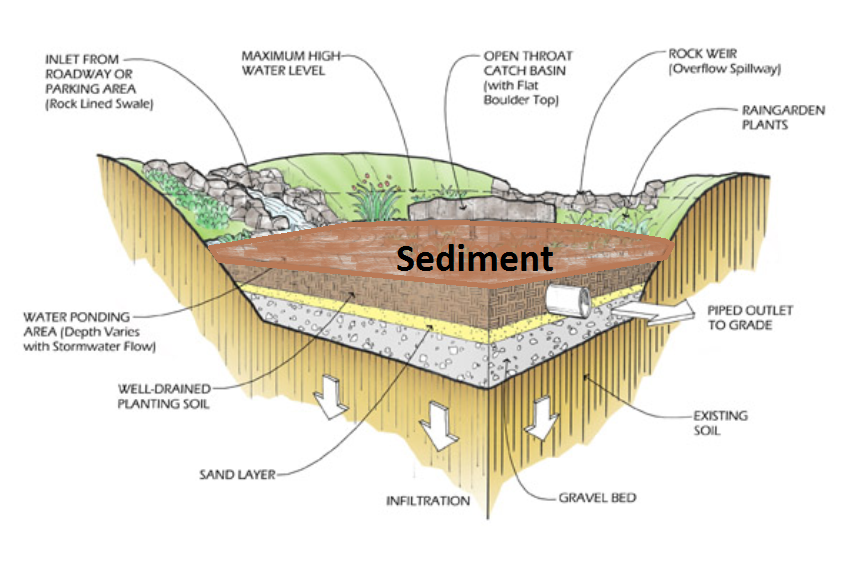 INLET FROM
ROADWAY OR
PARKING AREA
(Rock Lined Swale)
MAXIMUM HIGH
WATER LEVEL
OPEN THROAT
CATCH BASIN
(with Flat
Boulder Top)
ROCK WEIR
(Overflow Spillway)
RAINGARDEN
PLANTS
Sediment
WATER PONDING
AREA (Depth Varies
with Stormwater Flow)
PIPED OUTLET
TO GRADE
WELL-DRAINED
PLANTING SOIL
EXISTING
SOIL
SAND LAYER
INFILTRATION
GRAVEL BED